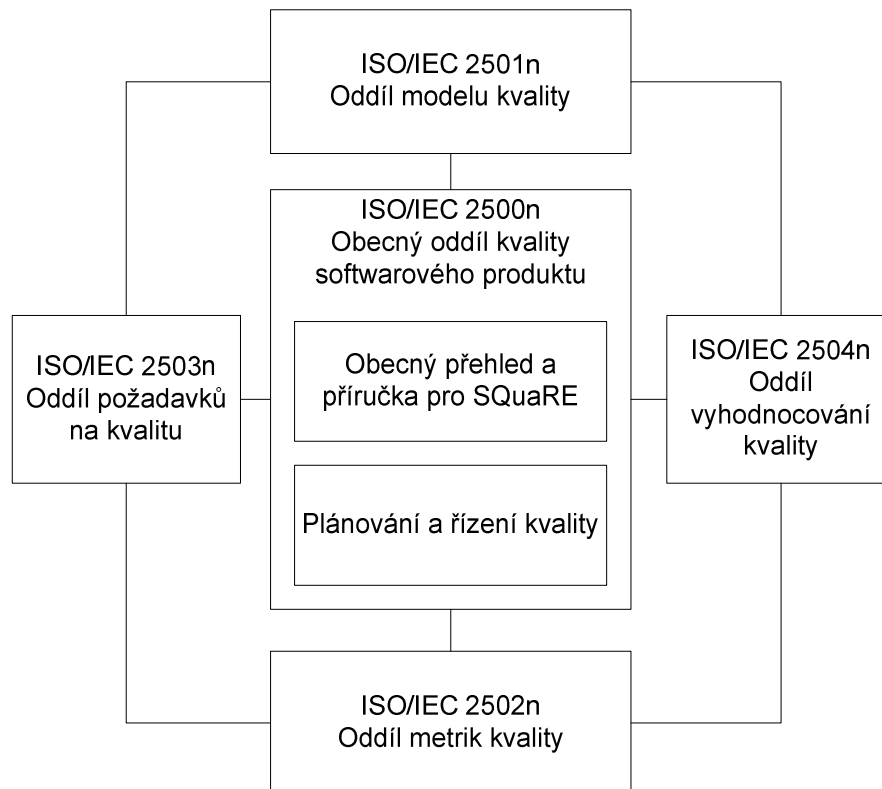 ISO/IEC 2501n
Oddíl modelu kvality
ISO/IEC 2500n
Obecný oddíl kvality
softwarového produktu
ISO/IEC 2503n
Oddíl požadavků
na kvalitu
Obecný přehled a
příručka pro SQuaRE
ISO/IEC 2504n
Oddíl
vyhodnocování
kvality
Plánování a řízení kvality
ISO/IEC 2502n
Oddíl metrik kvality